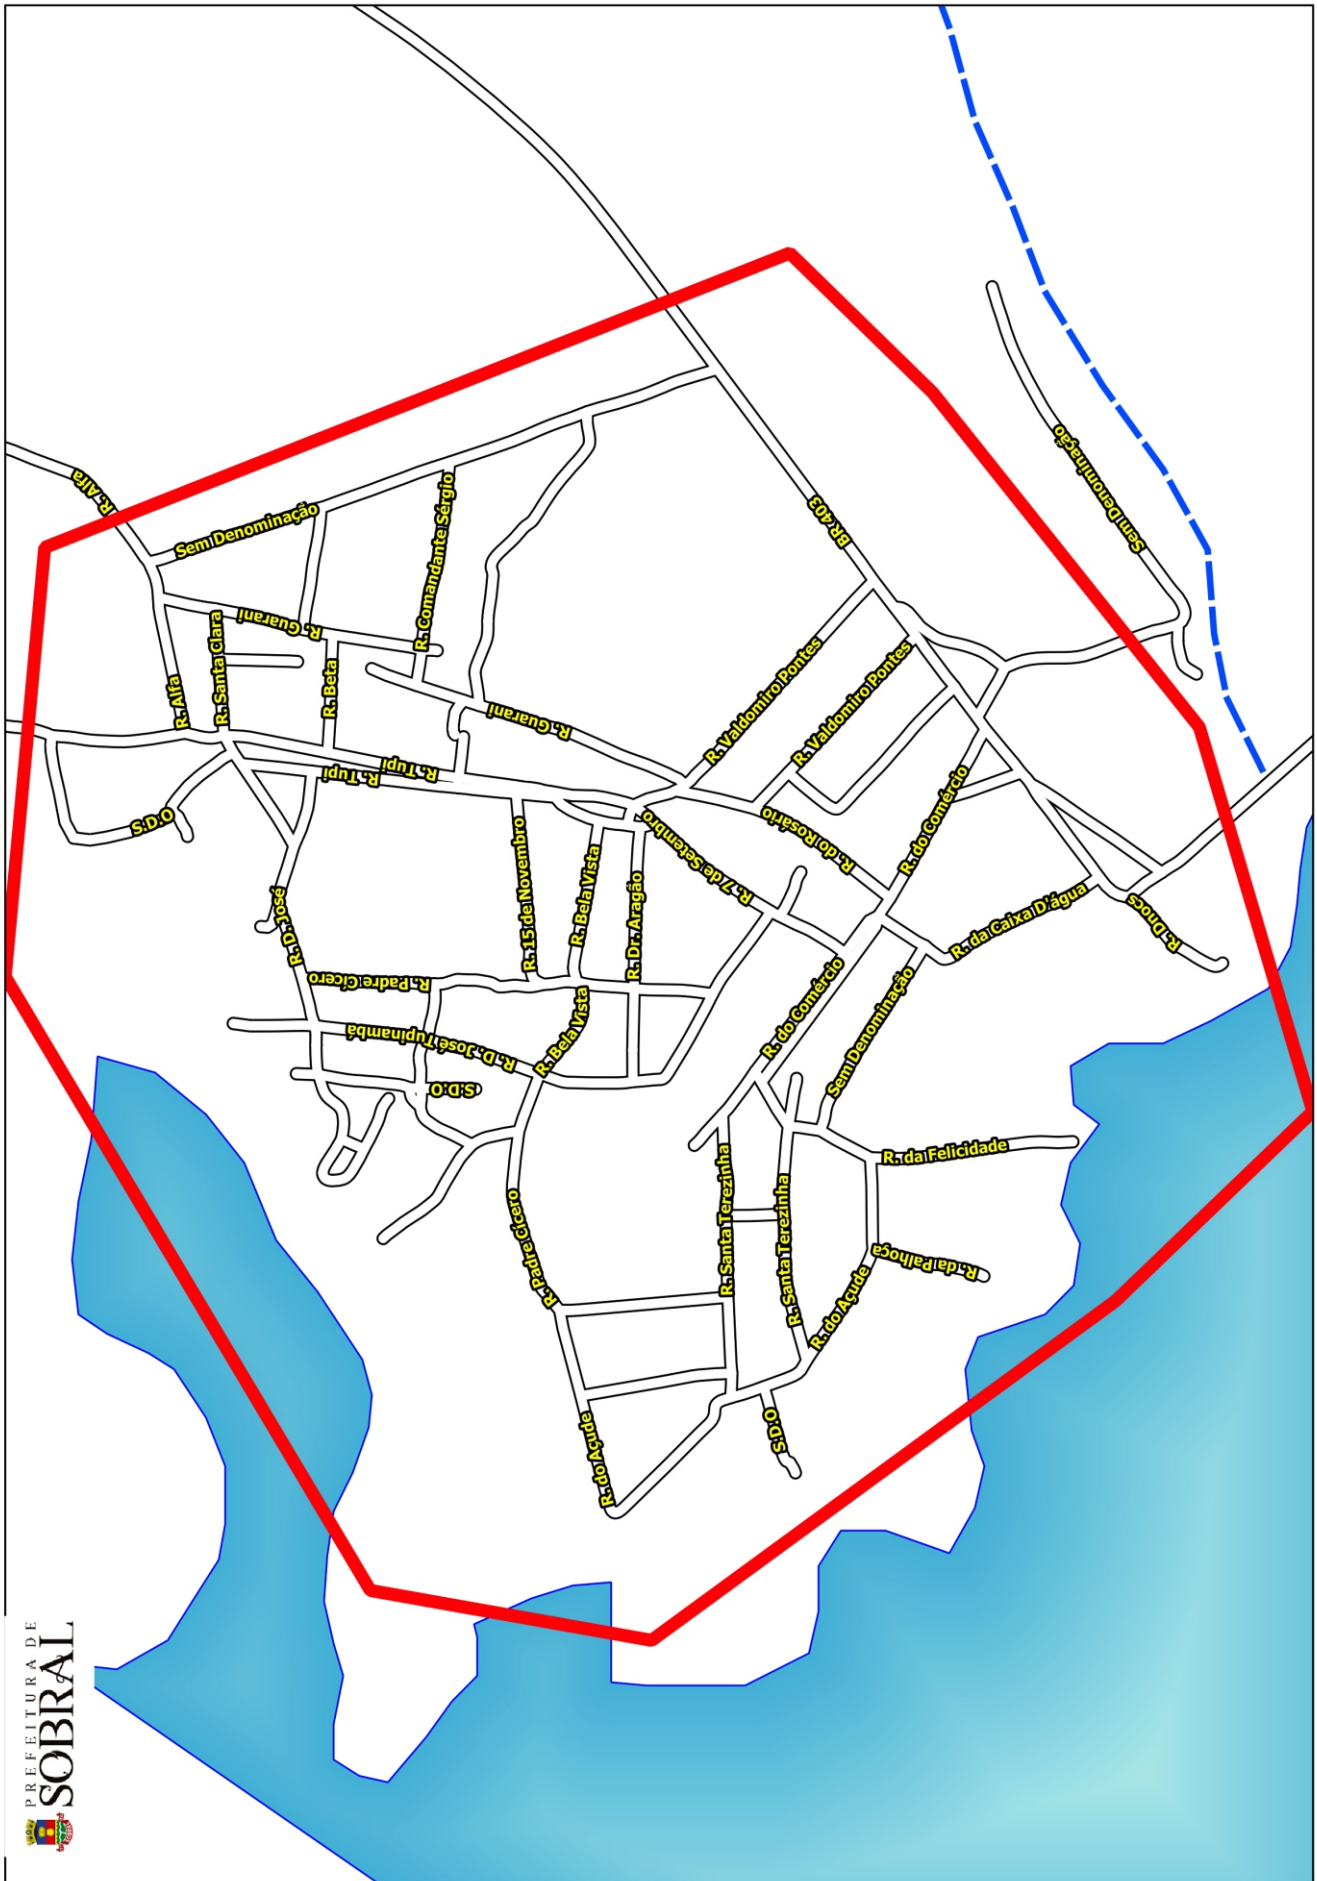 R. Alfa
Sem Denominação
Sem Denominação
R. Comandante Sérgio
BR 403
R. Guarani
R. Santa Clara
R. Beta
R. Alfa
R. Guarani
R. Valdomiro Pontes
R. Valdomiro Pontes
R. Tupi
R. Tupi
S.D.O
R. do Comércio
R. do Rosário
R. 7 de Setembro
R. 15 de Novembro
R. Bela Vista
R. Dr. Aragão
R. D. José
R. da Caixa D'água
R. Dnocs
R. Padre Cícero
R. do Comércio
Sem Denominação
R. D. José Tupinambá
R. Bela Vista
S.D.O
R. da Felicidade
R. Santa Terezinha
R. Santa Terezinha
R. Padre Cícero
R. da Palhoça
R. do Açude
R. do Açude
S.D.O
PREFEITURA DE
SOBRAL